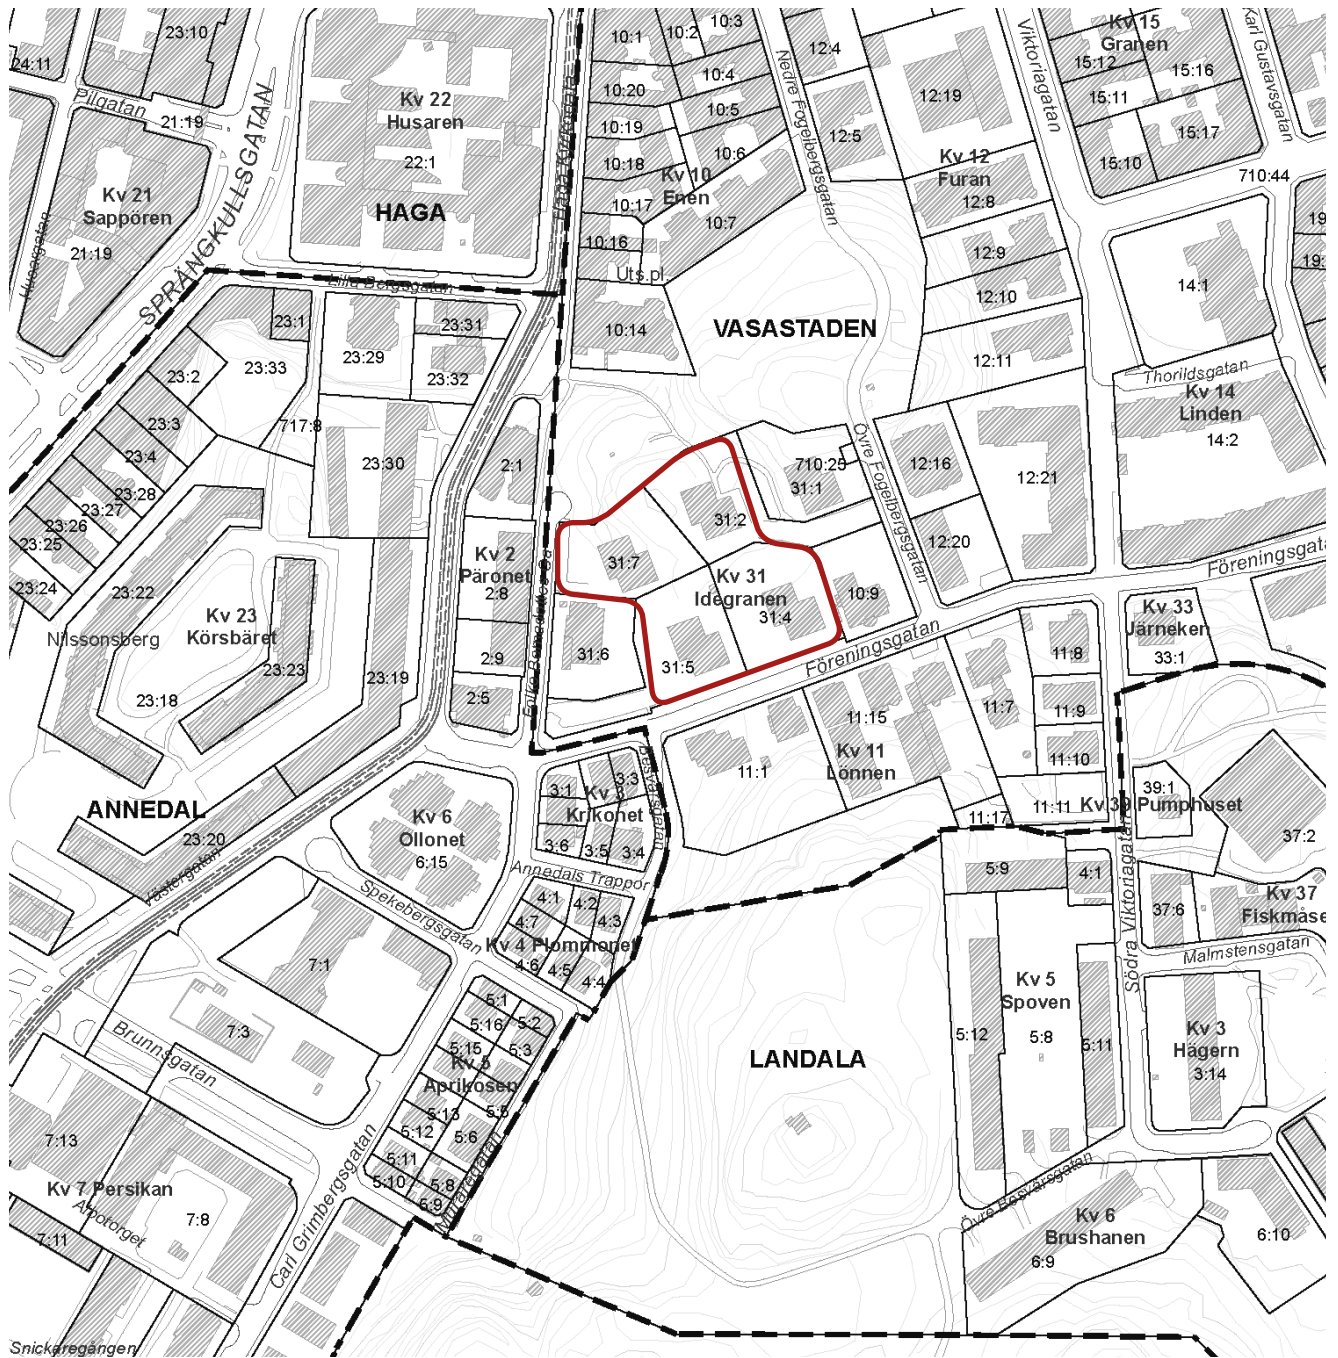 24:11
23:10
Pilgatan
21:19
Kv 21
Sappören
21:19
Husargatan
SPRÄNGKULLSGATAN
Kv 22
Husaren
22:1
HAGA
Haga Kyrkogata
Lilla Bergsgatan
10:1
10:2
10:3
10:4
10:20
10:5
10:19
10:6
10:18
Kv 10
Enen
10:17
10:7
10:16
Uts.pl.
10:14
Nedre Fogelbergsgatan
12:4
12:5
12:19
Kv 12
Furan
12:8
12:9
12:10
12:11
Viktoriagatan
Kv 15
Granen
15:12
15:16
15:11
15:17
15:10
Karl Gustavsgatan
710:44
19
19:
14:1
Thorildsgatan
Kv 14
Linden
14:2
VASASTADEN
23:1
23:2
23:33
23:29
23:31
23:32
23:3
717:8
23:4
23:30
23:28
23:27
23:26
23:25
23:24
23:22
Kv 23
Körsbäret
Nilssonsberg
23:23
23:18
23:19
2:1
Kv 2
Päronet
2:8
2:9
2:5
31:7
31:2
710:25
31:1
Övre Fogelbergsgatan
12:16
12:21
12:20
Kv 31
Idegranen
31:4
10:9
31:6
31:5
Föreningsgatan
Föreningsgata
Kv 33
Järneken
33:1
11:8
11:7
11:9
11:10
11:15
Kv 11
Lönnen
11:1
11:11
11:17
Kv 39 Pumphuset
39:1
37:2
ANNEDAL
23:20
Västergatan
Kv 6
Ollonet
6:15
3:1
3:3
Kv
Krikonet
3:6
3:5
3:4
Besvärsgatan
Annedals Trappor
Spekebergsgatan
4:1
4:2
4:7
4:3
Kv 4 Plommonet
4:6
4:5
4:4
7:1
7:3
Brunnsgatan
5:1
5:16
5:2
5:15
5:3
Kv 5
Aprikosen
5:13
5:5
5:12
5:6
5:11
5:10
5:8
5:9
Muraregatan
Carl Grimbergsgatan
7:13
Kv 7 Persikan
Arbotorget
7:8
7:11
Snickaregången
LANDALA
5:9
4:1
Kv 5
Spoven
5:12
5:8
5:11
Södra Viktoriagatan
37:6
Kv 37
Fiskmåse
Malmstensgatan
Kv 3
Hägern
3:14
Övre Besvärsgatan
Kv 6
Brushanen
6:9
6:10